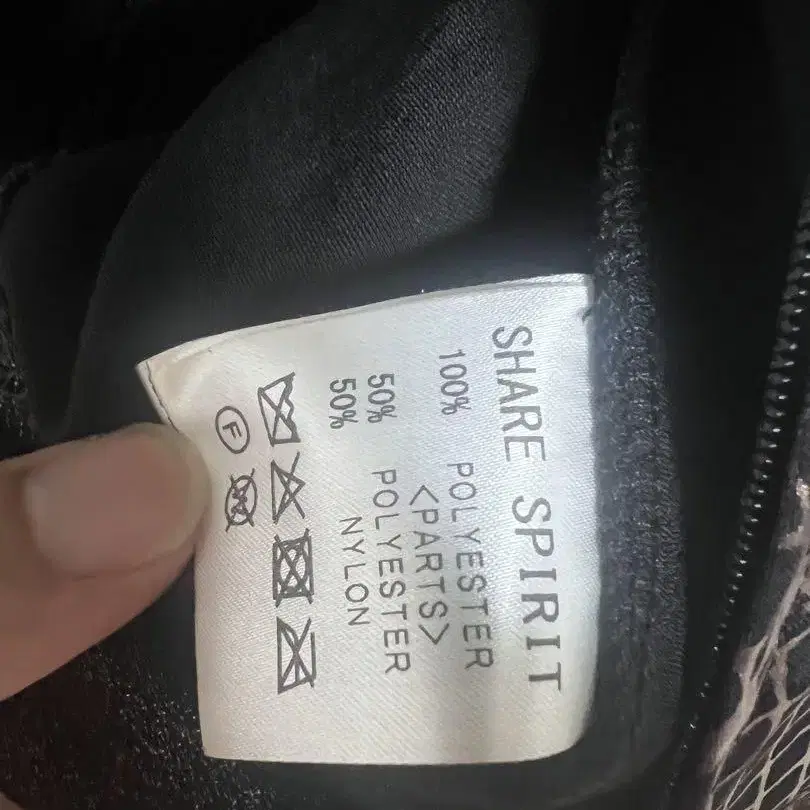 SHARE SPIRIT
100% POLYESTER
<PARTS>
50% POLYESTER
50% NYLON
F W